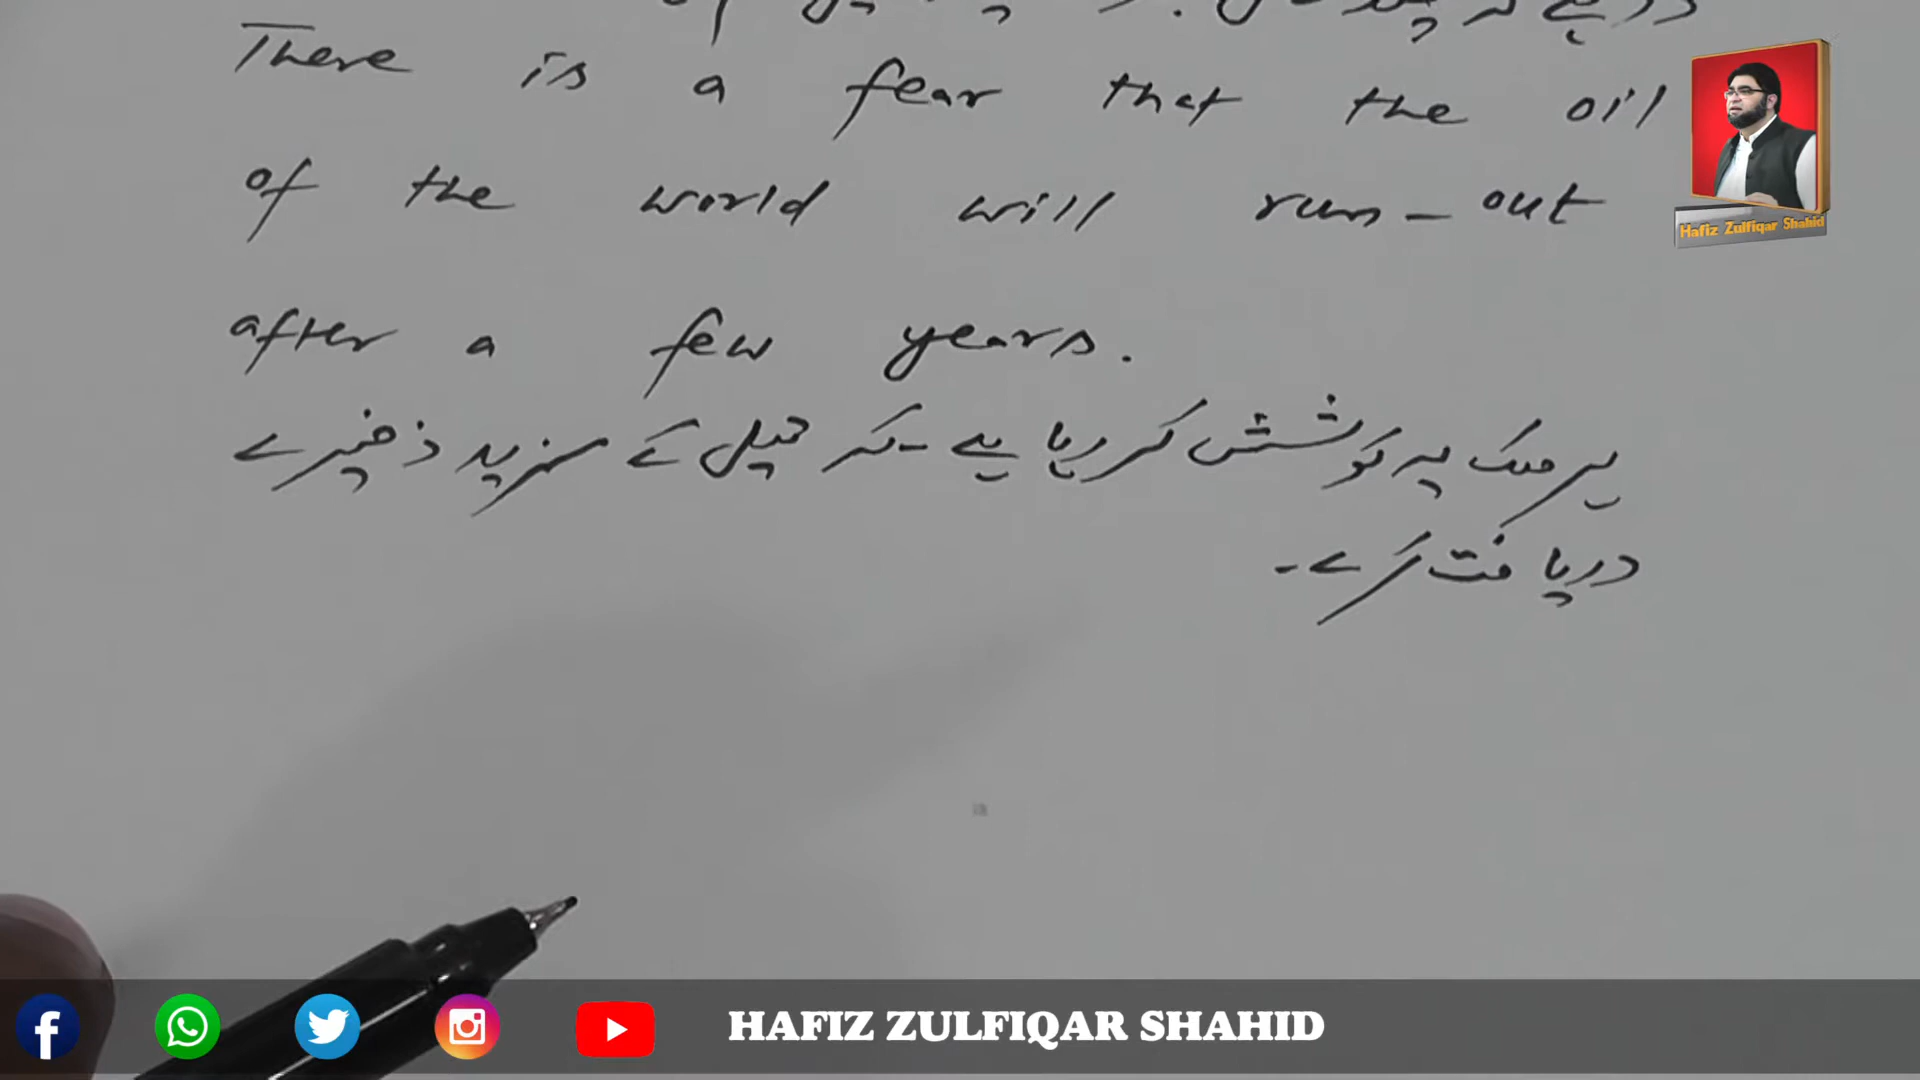 There is a fear that the oil
of the world will run-out
after a few years.
ہر ملک یہ کوشش کر رہا ہے - کہ تیل کے مزید ذخیرے
دریافت کرے -
Hafiz Zulfiqar Shahid
HAFIZ ZULFIQAR SHAHID